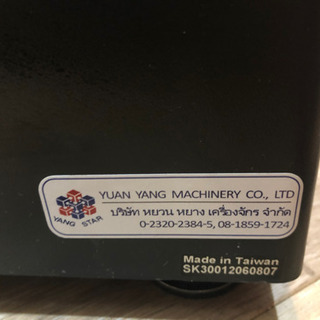 YUAN YANG MACHINERY CO., LTD
บริษัท หยวน หยาง เครื่องจักร จำกัด
0-2320-2384-5, 08-1859-1724
YANG STAR
Made in Taiwan
SK30012060807